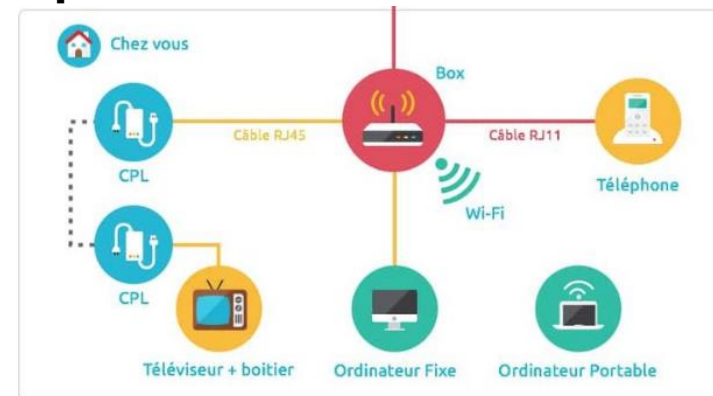 Chez vous
Box
Câble RJ45
Câble RJ11
CPL
Téléphone
Wi-Fi
CPL
Téléviseur + boitier
Ordinateur Fixe
Ordinateur Portable